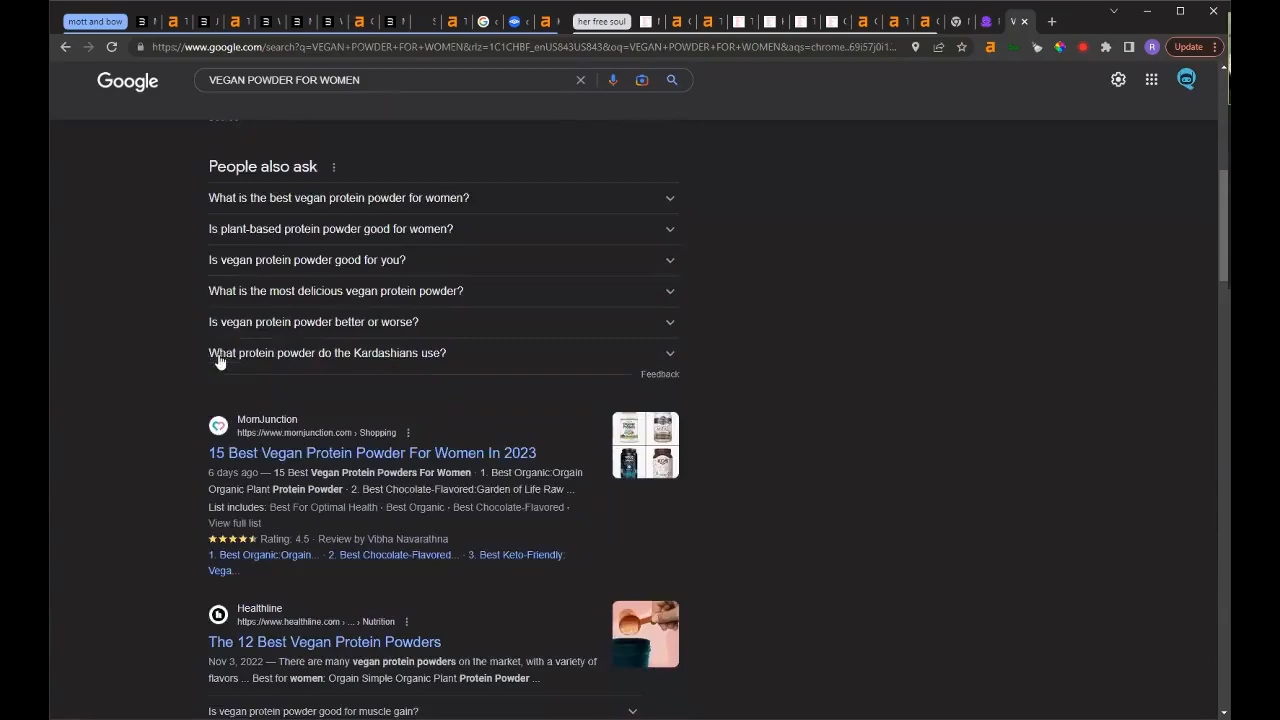 mott and bow
her free soul
https://www.google.com/search?q=VEGAN+POWDER+FOR+WOMEN&rlz=1C1CHBF_enUS843US843&oq=VEGAN+POWDER+FOR+WOMEN&aqs=chrome..69i57j0i1...
R
Update
Google
VEGAN POWDER FOR WOMEN
People also ask
What is the best vegan protein powder for women?
Is plant-based protein powder good for women?
Is vegan protein powder good for you?
What is the most delicious vegan protein powder?
Is vegan protein powder better or worse?
What protein powder do the Kardashians use?
Feedback
MomJunction
https://www.momjunction.com › Shopping
15 Best Vegan Protein Powder For Women In 2023
6 days ago — 15 Best Vegan Protein Powders For Women · 1. Best Organic:Orgain
Organic Plant Protein Powder · 2. Best Chocolate-Flavored:Garden of Life Raw ...
List includes: Best For Optimal Health · Best Organic · Best Chocolate-Flavored ·
View full list
Rating: 4.5 · Review by Vibha Navarathna
1. Best Organic:Orgain... · 2. Best Chocolate-Flavored... · 3. Best Keto-Friendly:
Vega...
Healthline
https://www.healthline.com › ... › Nutrition
The 12 Best Vegan Protein Powders
Nov 3, 2022 — There are many vegan protein powders on the market, with a variety of
flavors ... Best for women: Orgain Simple Organic Plant Protein Powder ...
Is vegan protein powder good for muscle gain?